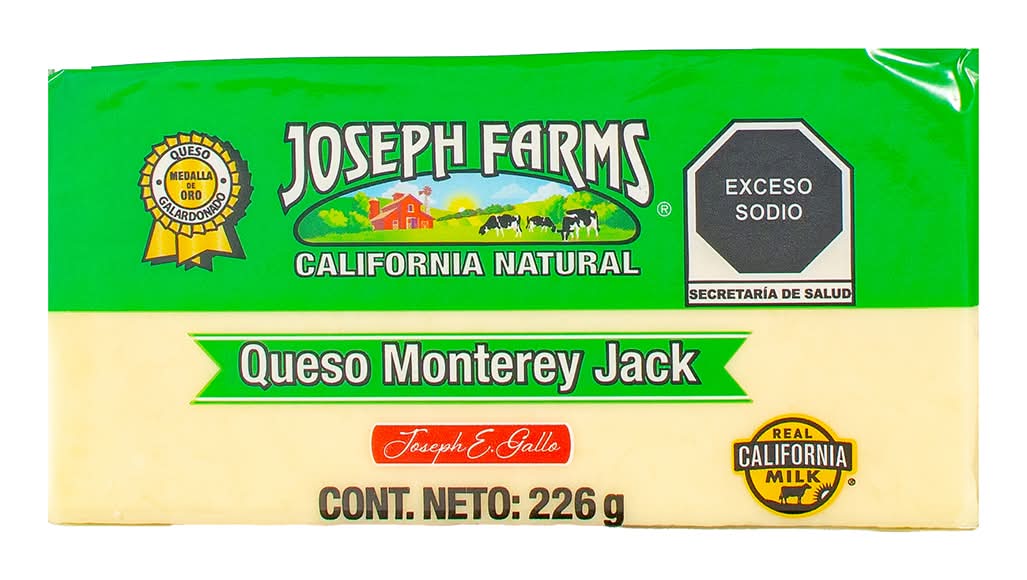 QUESO
MEDALLA
DE
ORO
GALARDONADO
JOSEPH FARMS
®
CALIFORNIA NATURAL
EXCESO
SODIO
SECRETARÍA DE SALUD
Queso Monterey Jack
Joseph E. Gallo
REAL
CALIFORNIA
MILK
®
CONT. NETO: 226 g